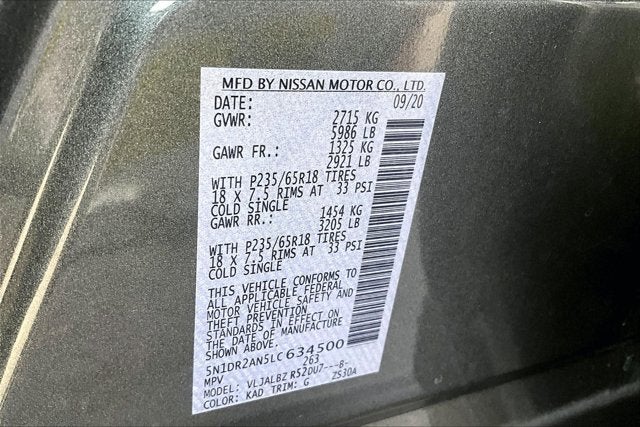 MFD BY NISSAN MOTOR CO., LTD.
DATE: 09/20
GVWR: 2715 KG
5986 LB
GAWR FR.: 1325 KG
2921 LB
WITH P235/65R18 TIRES
18 X 7.5 RIMS AT 33 PSI
COLD SINGLE
GAWR RR.: 1454 KG
3205 LB
WITH P235/65R18 TIRES
18 X 7.5 RIMS AT 33 PSI
COLD SINGLE
THIS VEHICLE CONFORMS TO
ALL APPLICABLE FEDERAL
MOTOR VEHICLE SAFETY AND
THEFT PREVENTION
STANDARDS IN EFFECT ON
THE DATE OF MANUFACTURE
SHOWN ABOVE.
5N1DR2AN5LC634500
MPV 263
MODEL: VLJALBZ R52DU7---B-
COLOR: KAD TRIM: G ZS30A